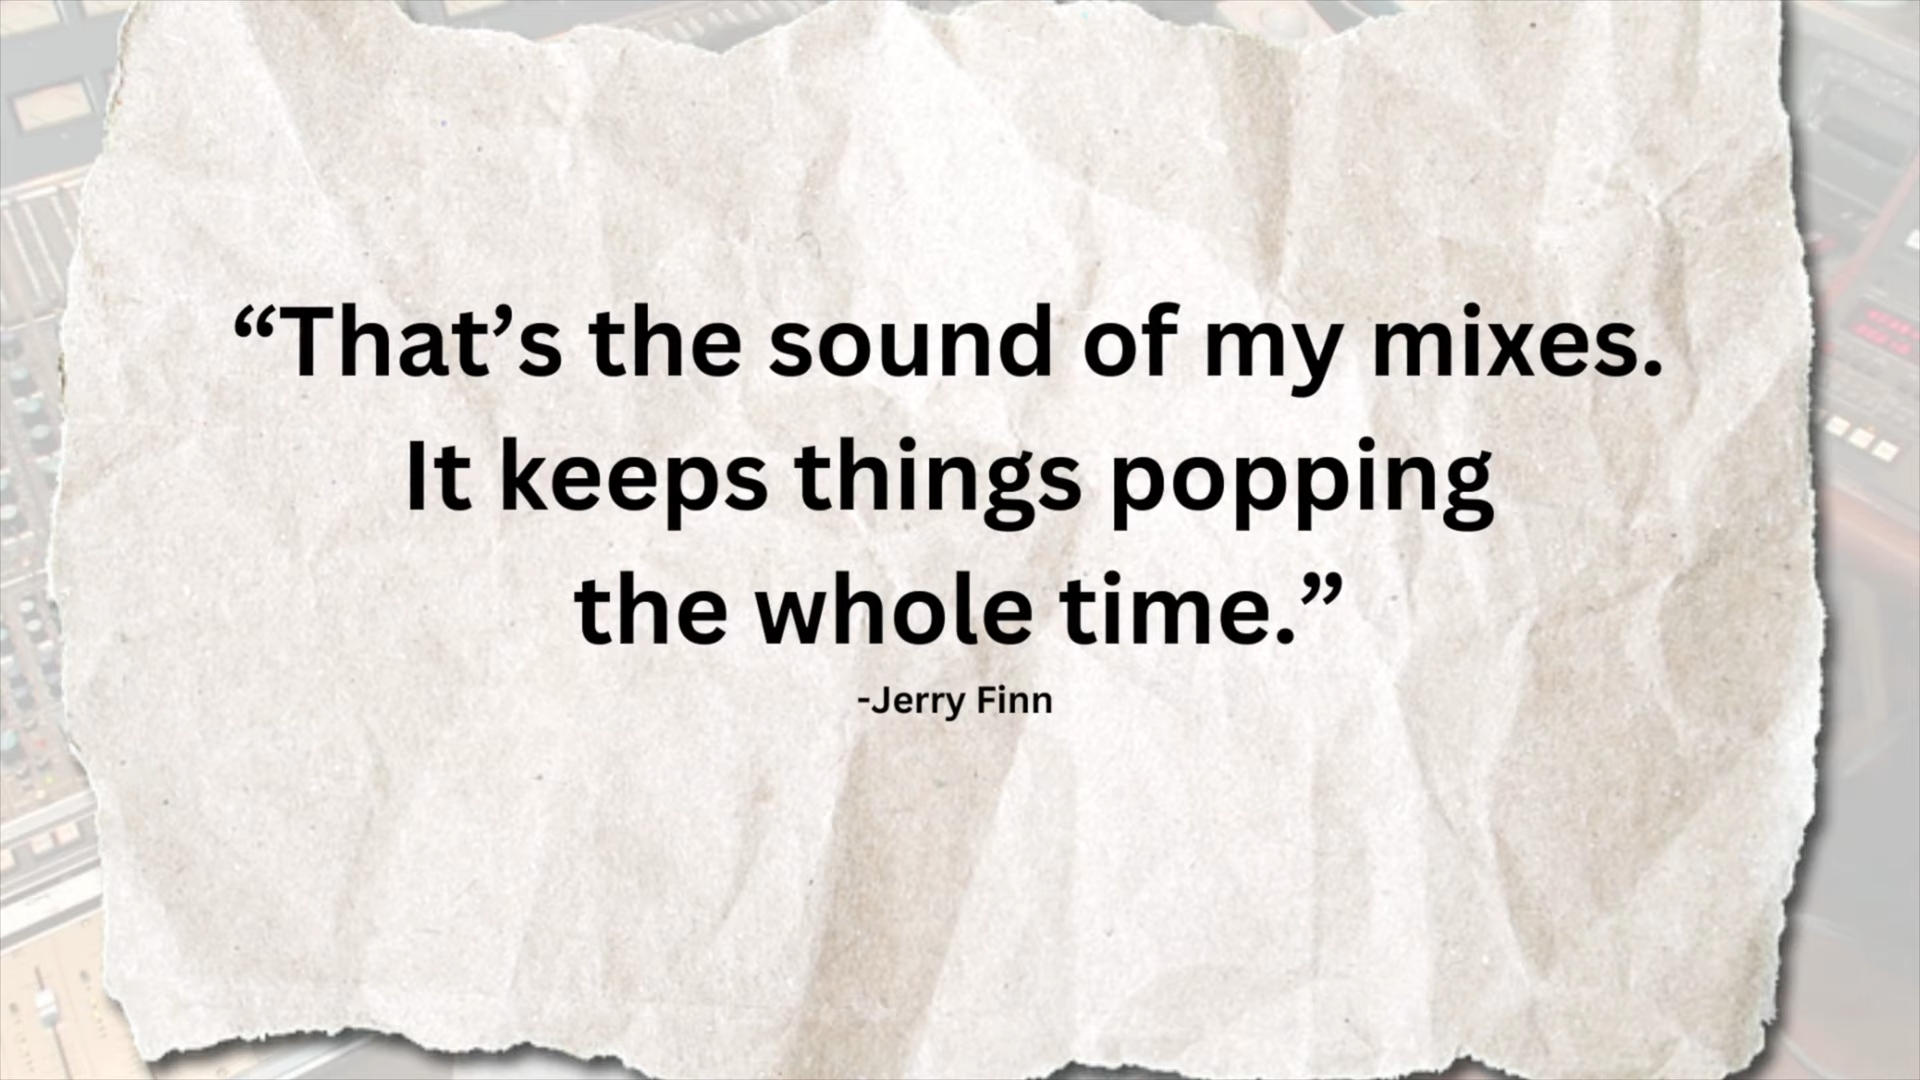 “That’s the sound of my mixes.
It keeps things popping
the whole time.”
-Jerry Finn